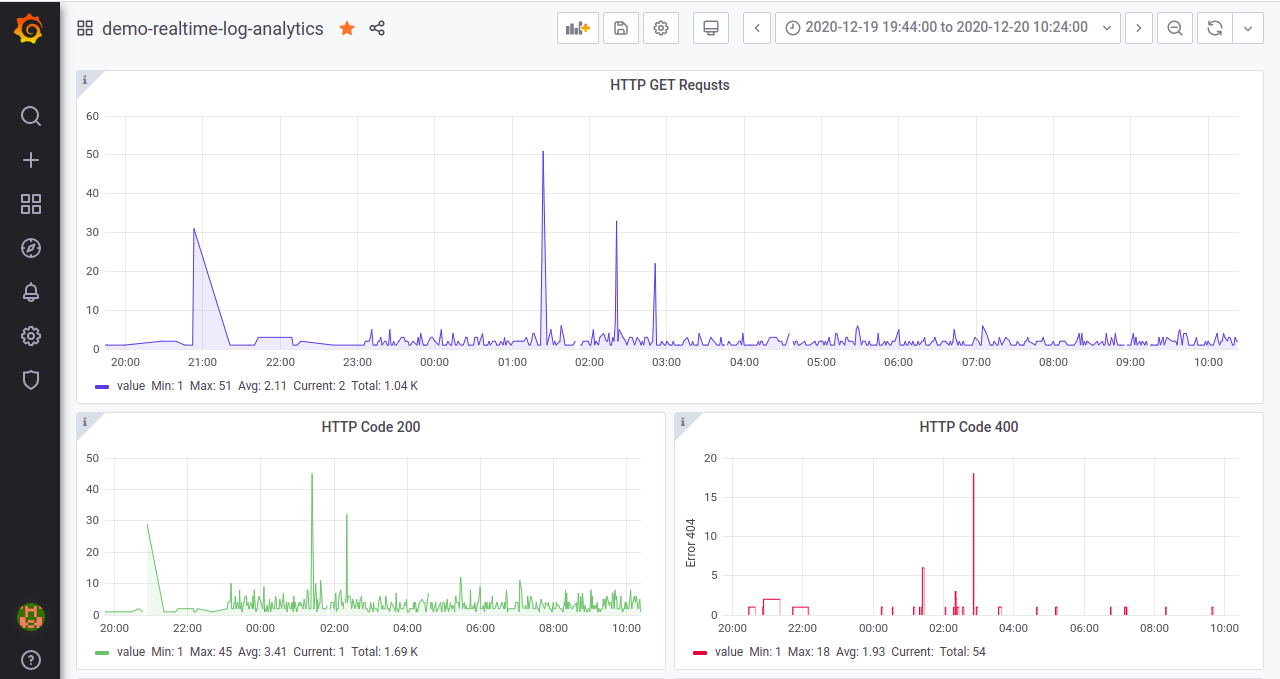 demo-realtime-log-analytics
2020-12-19 19:44:00 to 2020-12-20 10:24:00
i
HTTP GET Requsts
60
50
40
30
20
10
0
20:00 21:00 22:00 23:00 00:00 01:00 02:00 03:00 04:00 05:00 06:00 07:00 08:00 09:00 10:00
value Min: 1 Max: 51 Avg: 2.11 Current: 2 Total: 1.04 K
i
HTTP Code 200
50
40
30
20
10
0
20:00 22:00 00:00 02:00 04:00 06:00 08:00 10:00
value Min: 1 Max: 45 Avg: 3.41 Current: 1 Total: 1.69 K
i
HTTP Code 400
Error 404
20
15
10
5
0
20:00 22:00 00:00 02:00 04:00 06:00 08:00 10:00
value Min: 1 Max: 18 Avg: 1.93 Current: Total: 54